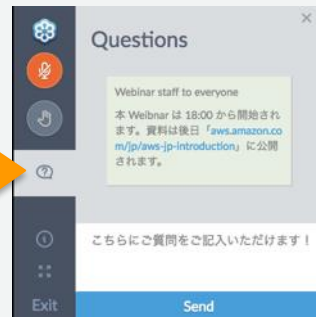 Questions
Webinar staff to everyone
本 Weibnar は 18:00 から開始され
ます。資料は後日「aws.amazon.co
m/jp/aws-jp-introduction」に公開
されます。
こちらにご質問をご記入いただけます！
Exit
Send